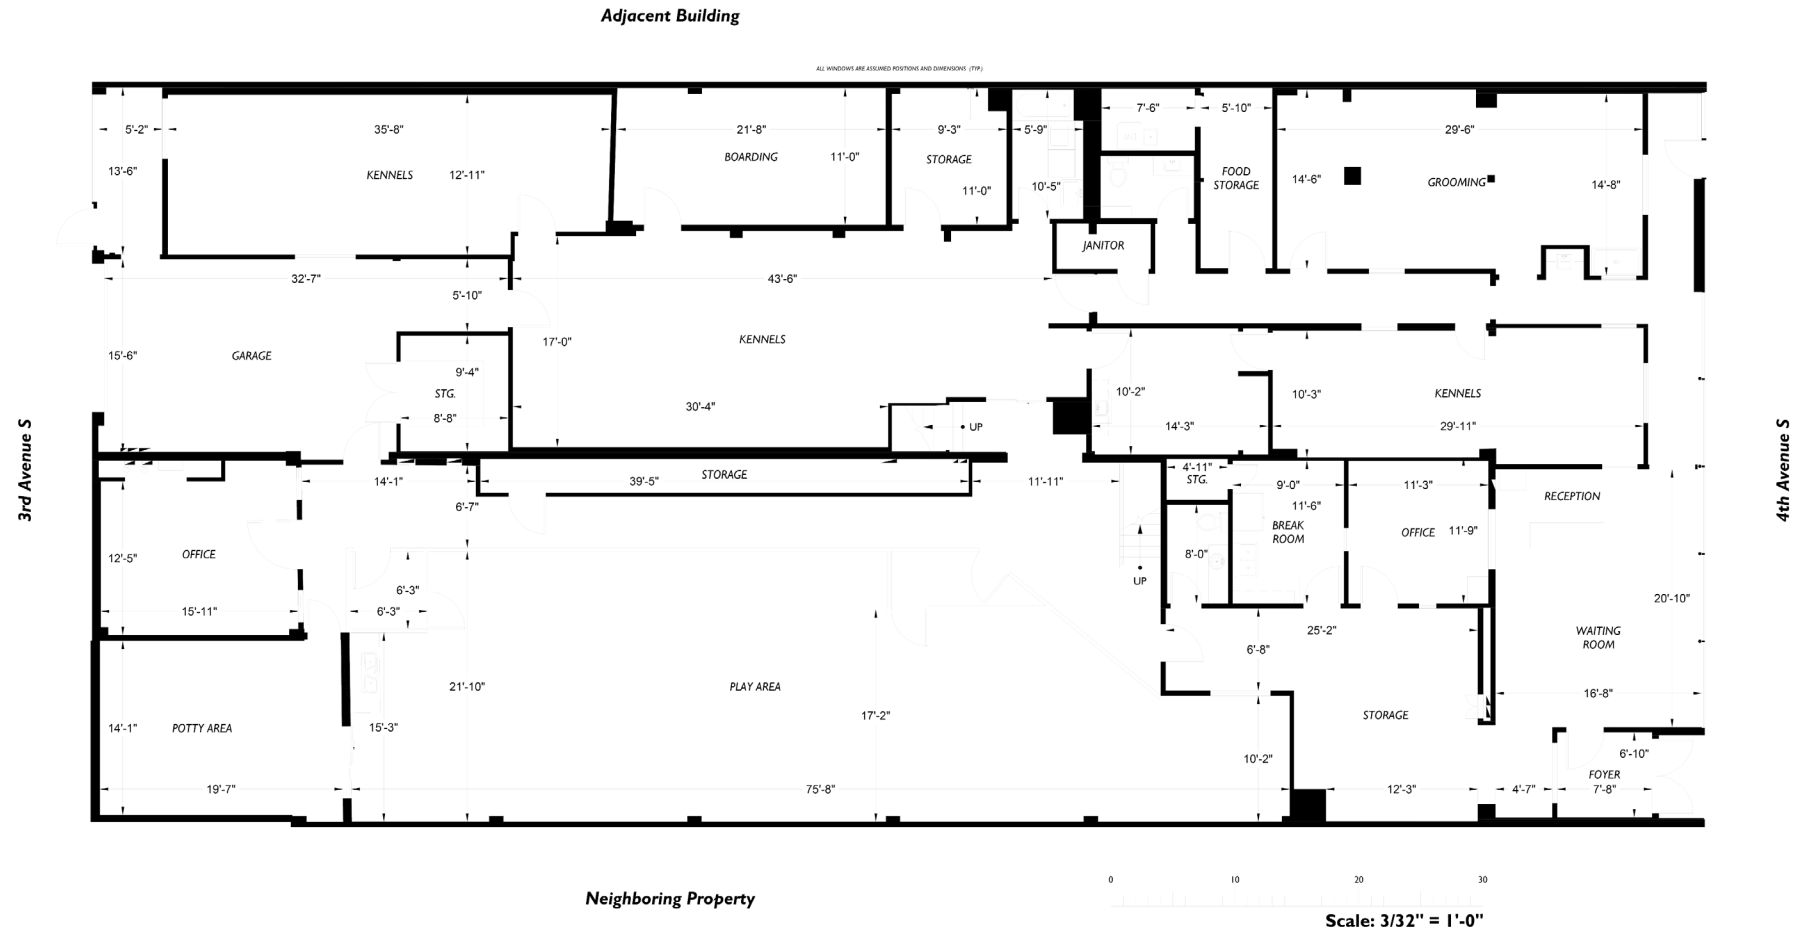 Adjacent Building
ALL WINDOWS ARE ASSUMED POSITIONS AND DIMENSIONS (TYP.)
7'-6"
5'-10"
5'-2"
35'-8"
21'-8"
9'-3"
5'-9"
29'-6"
BOARDING
11'-0"
STORAGE
13'-6"
KENNELS
12'-11"
11'-0"
10'-5"
FOOD
STORAGE
14'-6"
GROOMING
14'-8"
JANITOR
32'-7"
43'-6"
5'-10"
GARAGE
15'-6"
17'-0"
KENNELS
9'-4"
STG.
8'-8"
30'-4"
UP
10'-2"
14'-3"
10'-3"
KENNELS
29'-11"
3rd Avenue S
4th Avenue S
STORAGE
14'-1"
39'-5"
11'-11"
6'-7"
4'-11"
STG.
9'-0"
11'-6"
11'-3"
RECEPTION
BREAK
ROOM
OFFICE
11'-9"
OFFICE
12'-5"
8'-0"
UP
6'-3"
6'-3"
15'-11"
20'-10"
25'-2"
WAITING
ROOM
6'-8"
21'-10"
PLAY AREA
16'-8"
17'-2"
STORAGE
14'-1"
POTTY AREA
15'-3"
10'-2"
6'-10"
FOYER
19'-7"
75'-8"
12'-3"
4'-7"
7'-8"
Neighboring Property
0
10
20
30
Scale: 3/32" = 1'-0"